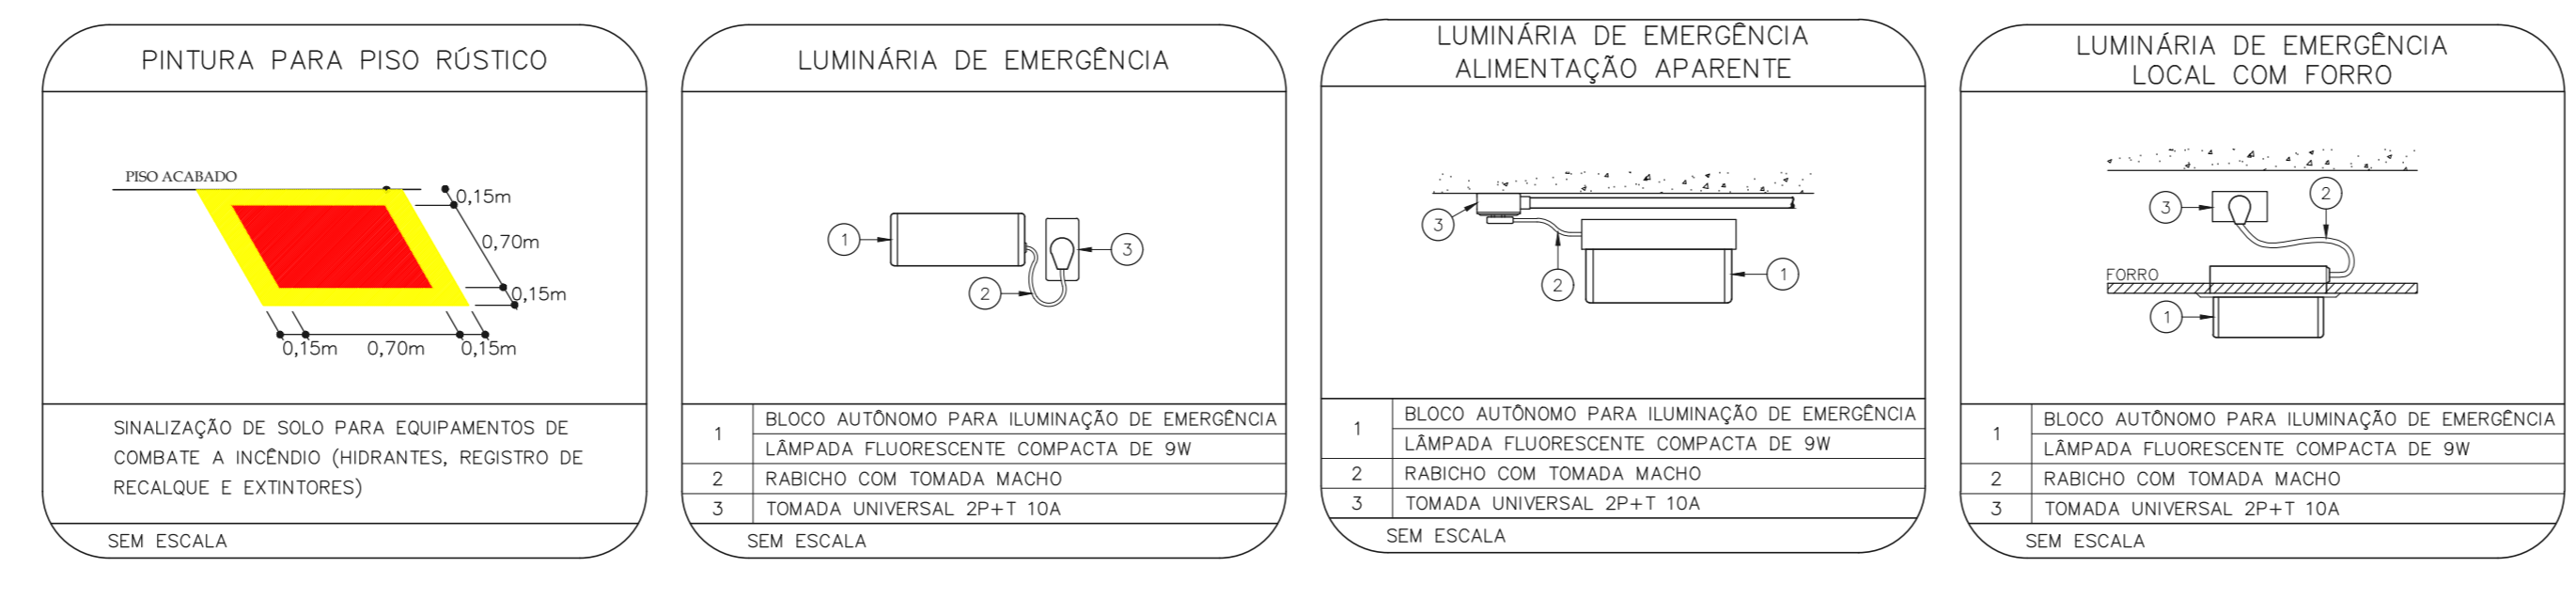 PINTURA PARA PISO RÚSTICO
PISO ACABADO
0,15m
0,70m
0,15m
0,15m
0,70m
0,15m
SINALIZAÇÃO DE SOLO PARA EQUIPAMENTOS DE
COMBATE A INCÊNDIO (HIDRANTES, REGISTRO DE
RECALQUE E EXTINTORES)
SEM ESCALA
LUMINÁRIA DE EMERGÊNCIA
1
2
3
1
BLOCO AUTÔNOMO PARA ILUMINAÇÃO DE EMERGÊNCIA
LÂMPADA FLUORESCENTE COMPACTA DE 9W
2 RABICHO COM TOMADA MACHO
3 TOMADA UNIVERSAL 2P+T 10A
SEM ESCALA
LUMINÁRIA DE EMERGÊNCIA
ALIMENTAÇÃO APARENTE
3
2
1
1
BLOCO AUTÔNOMO PARA ILUMINAÇÃO DE EMERGÊNCIA
LÂMPADA FLUORESCENTE COMPACTA DE 9W
2 RABICHO COM TOMADA MACHO
3 TOMADA UNIVERSAL 2P+T 10A
SEM ESCALA
LUMINÁRIA DE EMERGÊNCIA
LOCAL COM FORRO
2
3
FORRO
1
1
BLOCO AUTÔNOMO PARA ILUMINAÇÃO DE EMERGÊNCIA
LÂMPADA FLUORESCENTE COMPACTA DE 9W
2 RABICHO COM TOMADA MACHO
3 TOMADA UNIVERSAL 2P+T 10A
SEM ESCALA